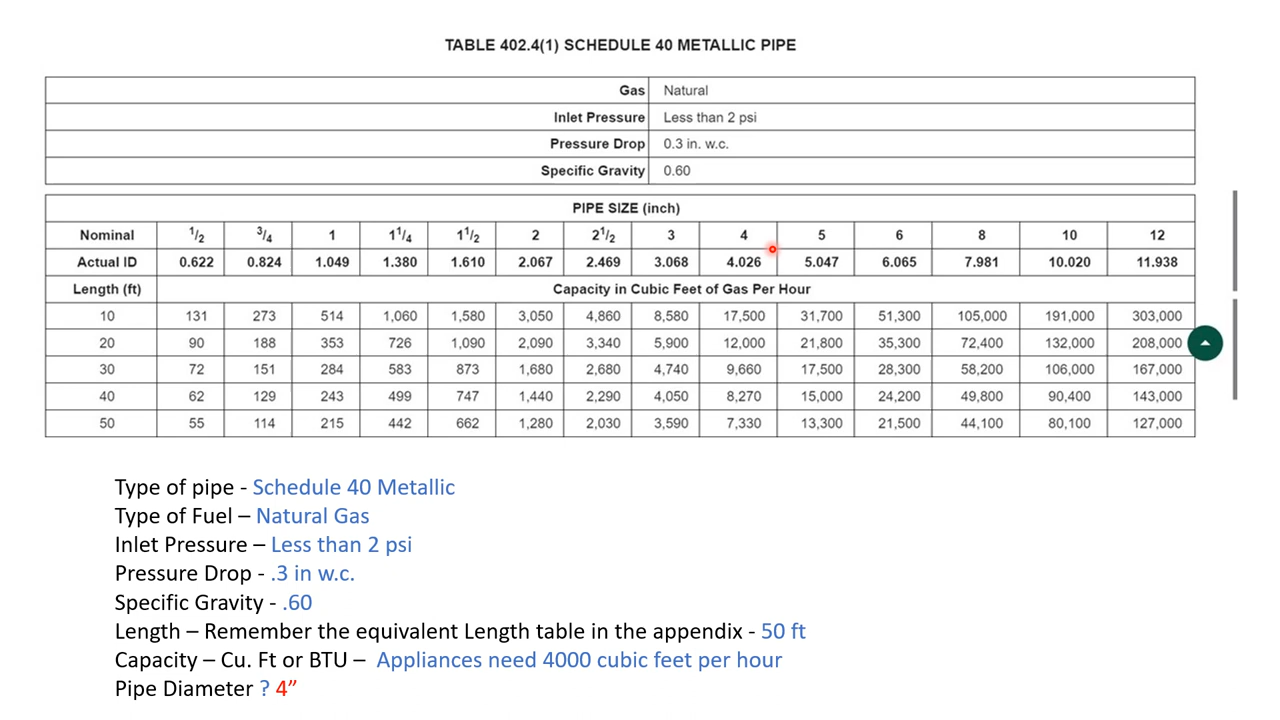 TABLE 402.4(1) SCHEDULE 40 METALLIC PIPE
Gas Natural
Inlet Pressure Less than 2 psi
Pressure Drop 0.3 in. w.c.
Specific Gravity 0.60
PIPE SIZE (inch)
Nominal 1/2 3/4 1 1 1/4 1 1/2 2 2 1/2 3 4 5 6 8 10 12
Actual ID 0.622 0.824 1.049 1.380 1.610 2.067 2.469 3.068 4.026 5.047 6.065 7.981 10.020 11.938
Length (ft) Capacity in Cubic Feet of Gas Per Hour
10 131 273 514 1,060 1,580 3,050 4,860 8,580 17,500 31,700 51,300 105,000 191,000 303,000
20 90 188 353 726 1,090 2,090 3,340 5,900 12,000 21,800 35,300 72,400 132,000 208,000
30 72 151 284 583 873 1,680 2,680 4,740 9,660 17,500 28,300 58,200 106,000 167,000
40 62 129 243 499 747 1,440 2,290 4,050 8,270 15,000 24,200 49,800 90,400 143,000
50 55 114 215 442 662 1,280 2,030 3,590 7,330 13,300 21,500 44,100 80,100 127,000
Type of pipe - Schedule 40 Metallic
Type of Fuel – Natural Gas
Inlet Pressure – Less than 2 psi
Pressure Drop - .3 in w.c.
Specific Gravity - .60
Length – Remember the equivalent Length table in the appendix - 50 ft
Capacity – Cu. Ft or BTU – Appliances need 4000 cubic feet per hour
Pipe Diameter ? 4”